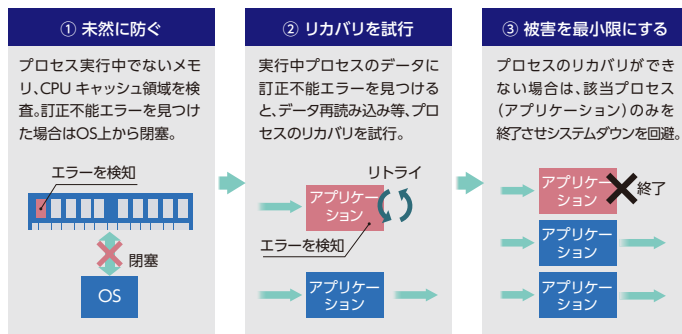 ① 未然に防ぐ
プロセス実行中でないメモ
リ、CPU キャッシュ領域を検
査。訂正不能エラーを見つけ
た場合はOS上から閉塞。
エラーを検知
閉塞
OS
② リカバリを試行
実行中プロセスのデータに
訂正不能エラーを見つける
と、データ再読み込み等、プロ
セスのリカバリを試行。
リトライ
アプリケー
ション
エラーを検知
アプリケー
ション
③ 被害を最小限にする
プロセスのリカバリができ
ない場合は、該当プロセス
（アプリケーション）のみを
終了させシステムダウンを回避。
アプリケー
ション
終了
アプリケー
ション
アプリケー
ション